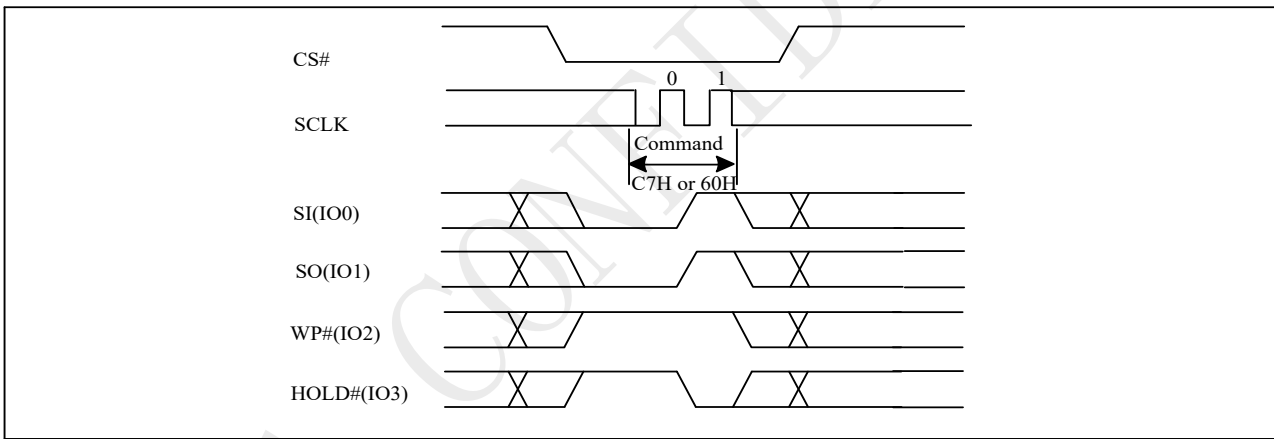 CS#
0 1
SCLK
Command
C7H or 60H
SI(IO0)
SO(IO1)
WP#(IO2)
HOLD#(IO3)